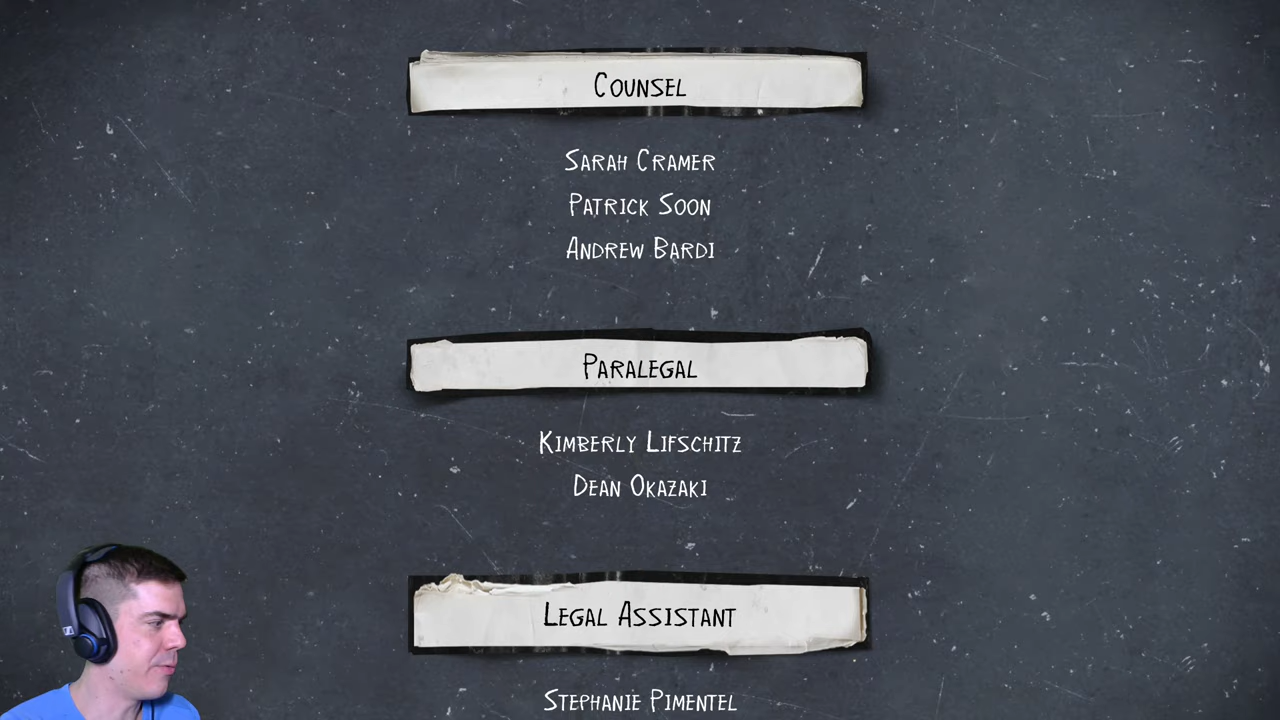 Counsel
Sarah Cramer
Patrick Soon
Andrew Bardi
Paralegal
Kimberly Lifschitz
Dean Okazaki
Legal Assistant
Stephanie Pimentel